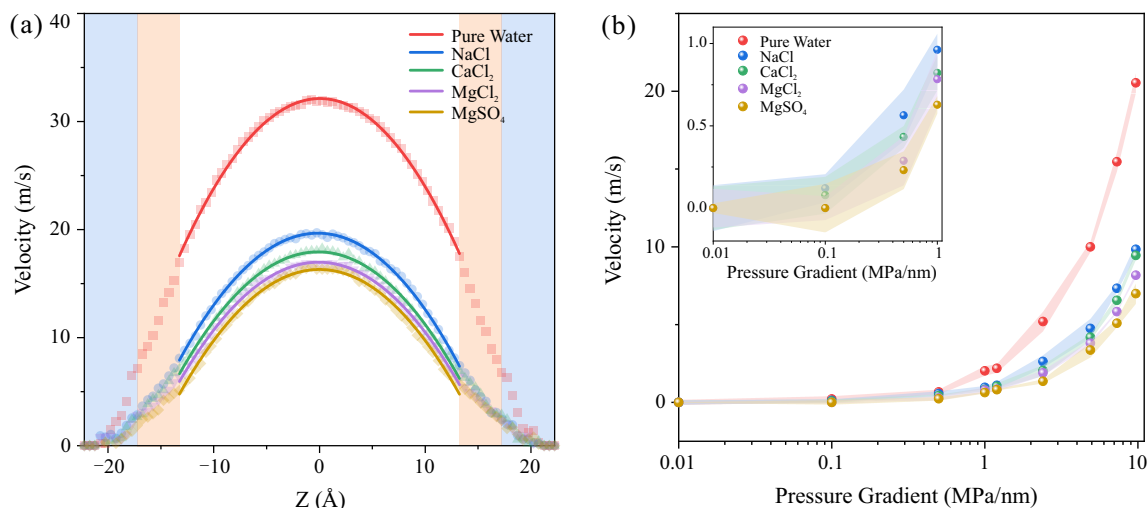 (a)
40
30
20
10
0
Velocity (m/s)
−20
−10
0
10
20
Z (Å)
Pure Water
NaCl
CaCl₂
MgCl₂
MgSO₄
(b)
20
10
0
Velocity (m/s)
0.01
0.1
1
10
Pressure Gradient (MPa/nm)
1.0
0.5
0.0
0.01
0.1
1
Pressure Gradient (MPa/nm)
Pure Water
NaCl
CaCl₂
MgCl₂
MgSO₄